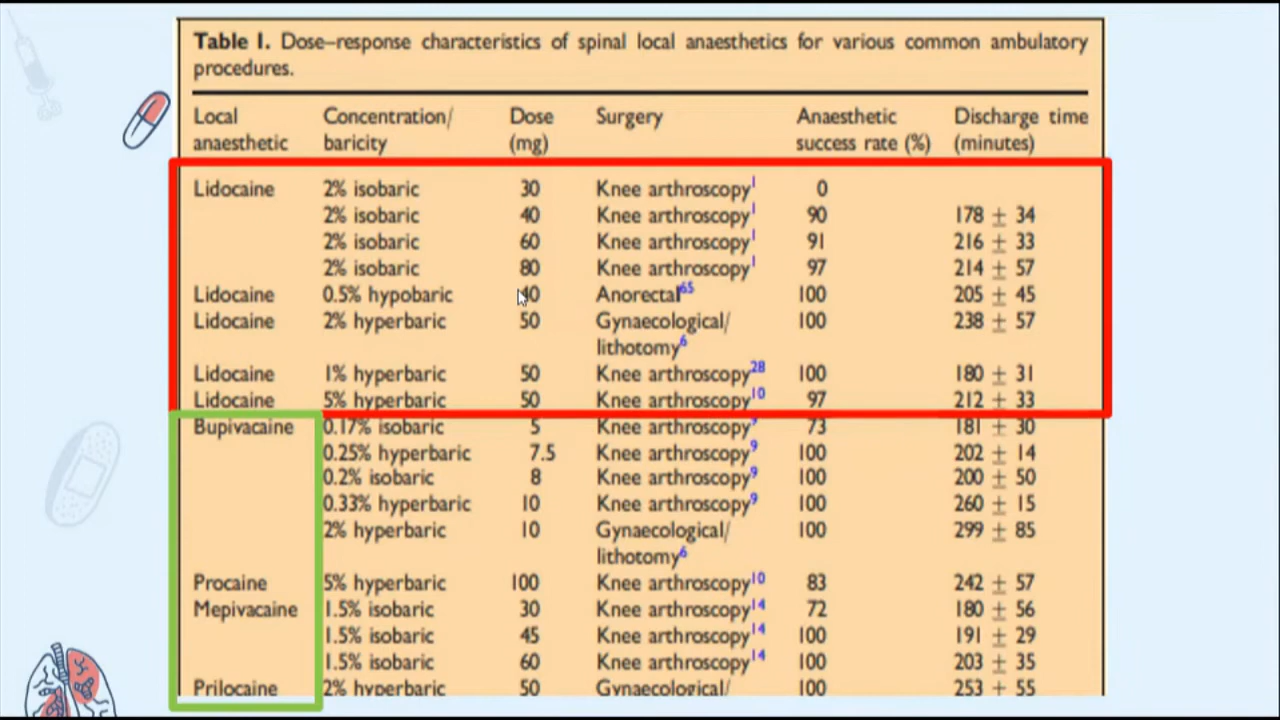 Table 1. Dose–response characteristics of spinal local anaesthetics for various common ambulatory
procedures.
Local anaesthetic Concentration/ baricity Dose (mg) Surgery Anaesthetic success rate (%) Discharge time (minutes)
Lidocaine 2% isobaric 30 Knee arthroscopy1 0
2% isobaric 40 Knee arthroscopy1 90 178 ± 34
2% isobaric 60 Knee arthroscopy1 91 216 ± 33
2% isobaric 80 Knee arthroscopy1 97 214 ± 57
Lidocaine 0.5% hypobaric 40 Anorectal65 100 205 ± 45
Lidocaine 2% hyperbaric 50 Gynaecological/ 100 238 ± 57
lithotomy6
Lidocaine 1% hyperbaric 50 Knee arthroscopy28 100 180 ± 31
Lidocaine 5% hyperbaric 50 Knee arthroscopy10 97 212 ± 33
Bupivacaine 0.17% isobaric 5 Knee arthroscopy9 73 181 ± 30
0.25% hyperbaric 7.5 Knee arthroscopy9 100 202 ± 14
0.2% isobaric 8 Knee arthroscopy9 100 200 ± 50
0.33% hyperbaric 10 Knee arthroscopy9 100 260 ± 15
2% hyperbaric 10 Gynaecological/ 100 299 ± 85
lithotomy6
Procaine 5% hyperbaric 100 Knee arthroscopy10 83 242 ± 57
Mepivacaine 1.5% isobaric 30 Knee arthroscopy14 72 180 ± 56
1.5% isobaric 45 Knee arthroscopy14 100 191 ± 29
1.5% isobaric 60 Knee arthroscopy14 100 203 ± 35
Prilocaine 2% hyperbaric 50 Gynaecological/ 100 253 ± 55